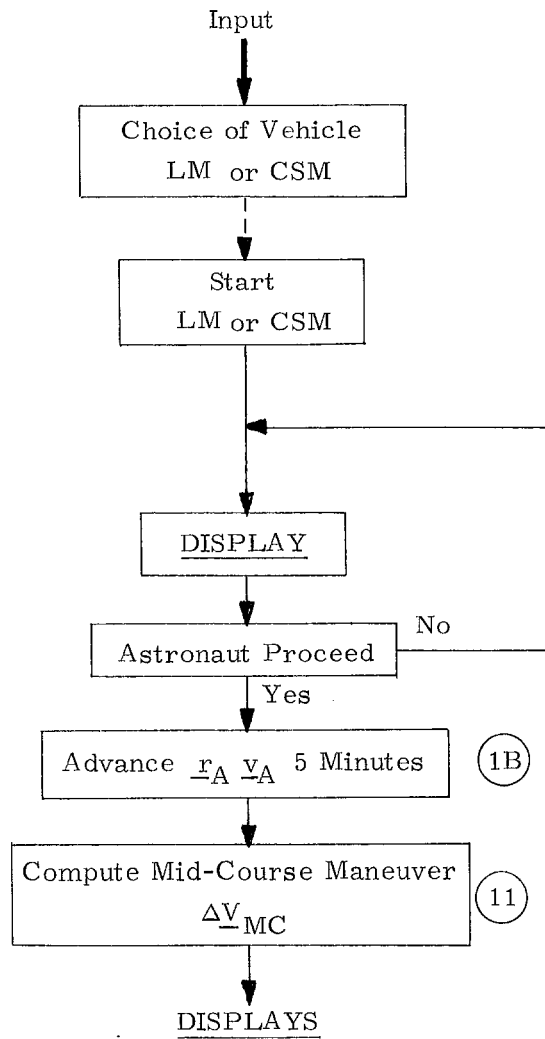 Input
Choice of Vehicle
LM or CSM
Start
LM or CSM
DISPLAY
Astronaut Proceed
No
Yes
Advance r_A v_A 5 Minutes
1B
Compute Mid-Course Maneuver
ΔV_MC
11
DISPLAYS